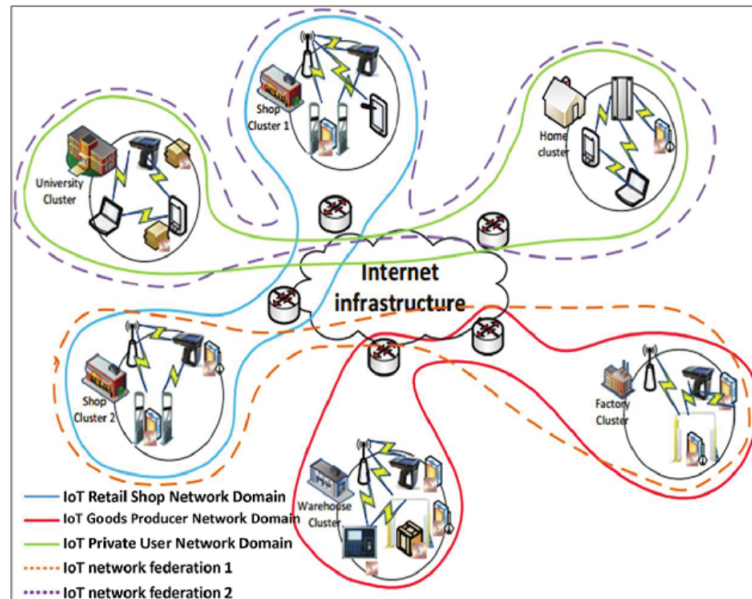 Shop
Cluster 1
Home
cluster
University
Cluster
Internet
infrastructure
Shop
Cluster 2
Factory
Cluster
Warehouse
Cluster
IoT Retail Shop Network Domain
IoT Goods Producer Network Domain
IoT Private User Network Domain
IoT network federation 1
IoT network federation 2